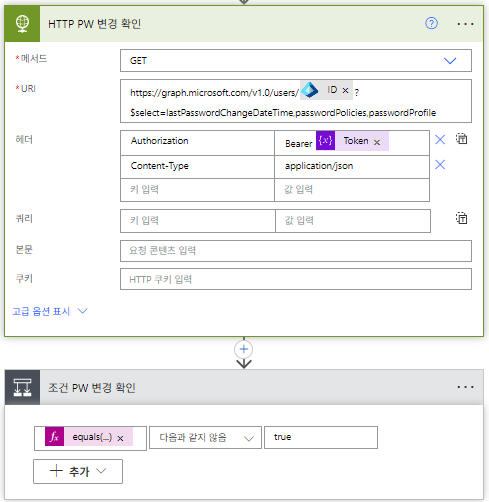 HTTP PW 변경 확인
* 메서드 GET
* URI https://graph.microsoft.com/v1.0/users/ ID × ?
$select=lastPasswordChangeDateTime,passwordPolicies,passwordProfile
헤더 Authorization Bearer {x} Token ×
Content-Type application/json
키 입력 값 입력
쿼리 키 입력 값 입력
본문 요청 콘텐츠 입력
쿠키 HTTP 쿠키 입력
고급 옵션 표시
조건 PW 변경 확인
fx equals(...) × 다음과 같지 않음 true
추가